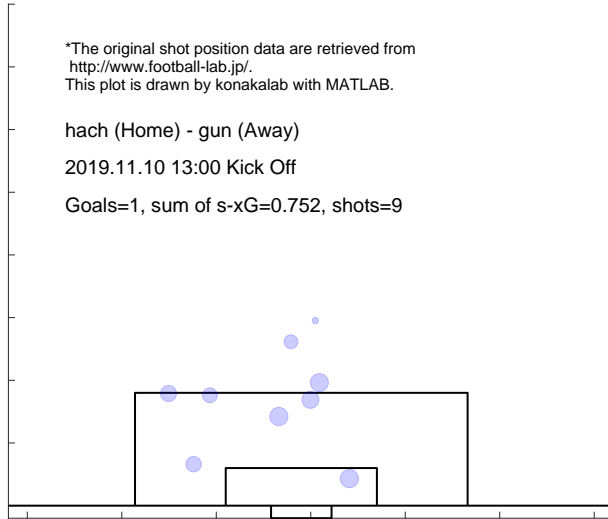 *The original shot position data are retrieved from
http://www.football-lab.jp/.
This plot is drawn by konakalab with MATLAB.
hach (Home) - gun (Away)
2019.11.10 13:00 Kick Off
Goals=1, sum of s-xG=0.752, shots=9